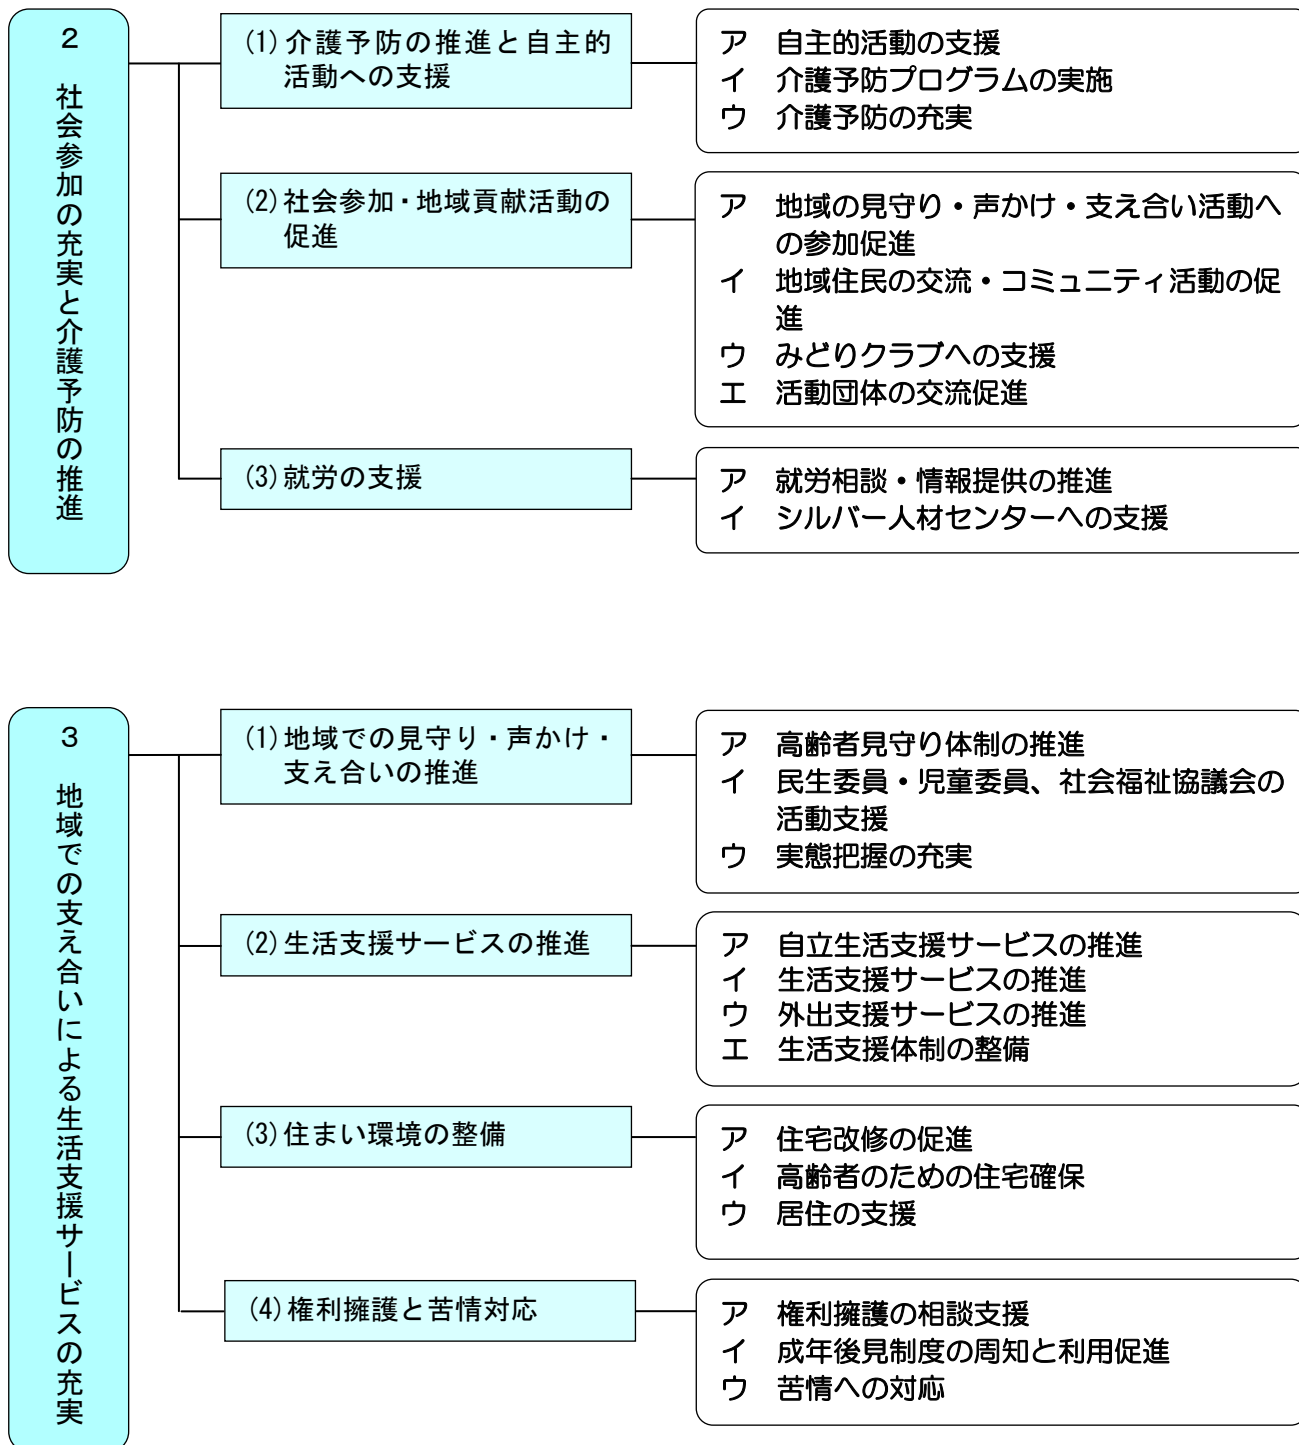 2 社会参加の充実と介護予防の推進
(1)介護予防の推進と自主的
活動への支援
ア 自主的活動の支援
イ 介護予防プログラムの実施
ウ 介護予防の充実
(2)社会参加・地域貢献活動の
促進
ア 地域の見守り・声かけ・支え合い活動へ
の参加促進
イ 地域住民の交流・コミュニティ活動の促
進
ウ みどりクラブへの支援
エ 活動団体の交流促進
(3)就労の支援
ア 就労相談・情報提供の推進
イ シルバー人材センターへの支援
3 地域での支え合いによる生活支援サービスの充実
(1)地域での見守り・声かけ・
支え合いの推進
ア 高齢者見守り体制の推進
イ 民生委員・児童委員、社会福祉協議会の
活動支援
ウ 実態把握の充実
(2)生活支援サービスの推進
ア 自立生活支援サービスの推進
イ 生活支援サービスの推進
ウ 外出支援サービスの推進
エ 生活支援体制の整備
(3)住まい環境の整備
ア 住宅改修の促進
イ 高齢者のための住宅確保
ウ 居住の支援
(4)権利擁護と苦情対応
ア 権利擁護の相談支援
イ 成年後見制度の周知と利用促進
ウ 苦情への対応